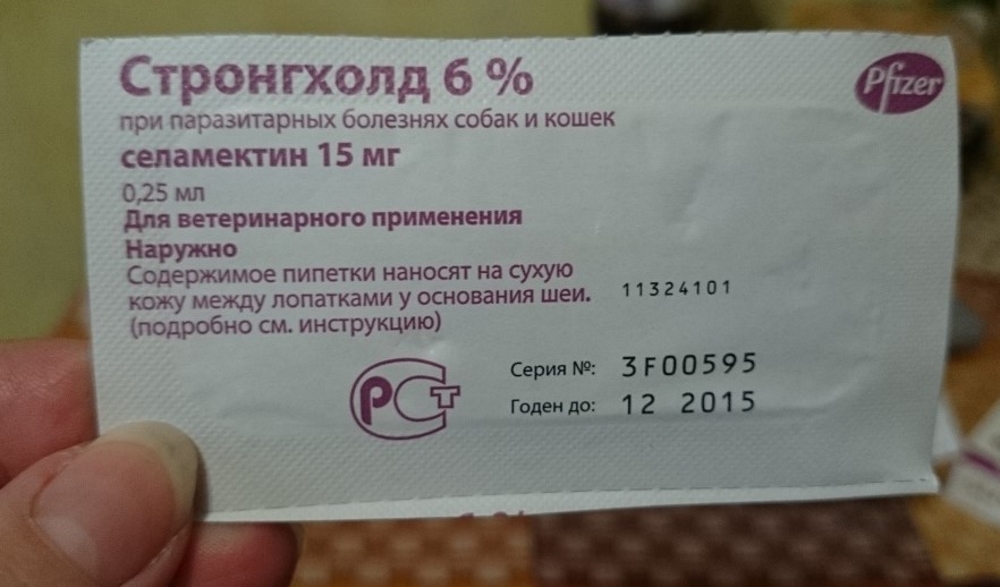 Стронгхолд 6 %
Pfizer
при паразитарных болезнях собак и кошек
селамектин 15 мг
0,25 мл
Для ветеринарного применения
Наружно
Содержимое пипетки наносят на сухую
кожу между лопатками у основания шеи.
(подробно см. инструкцию)
11324101
РСТ
Серия №: 3F00595
Годен до: 12 2015